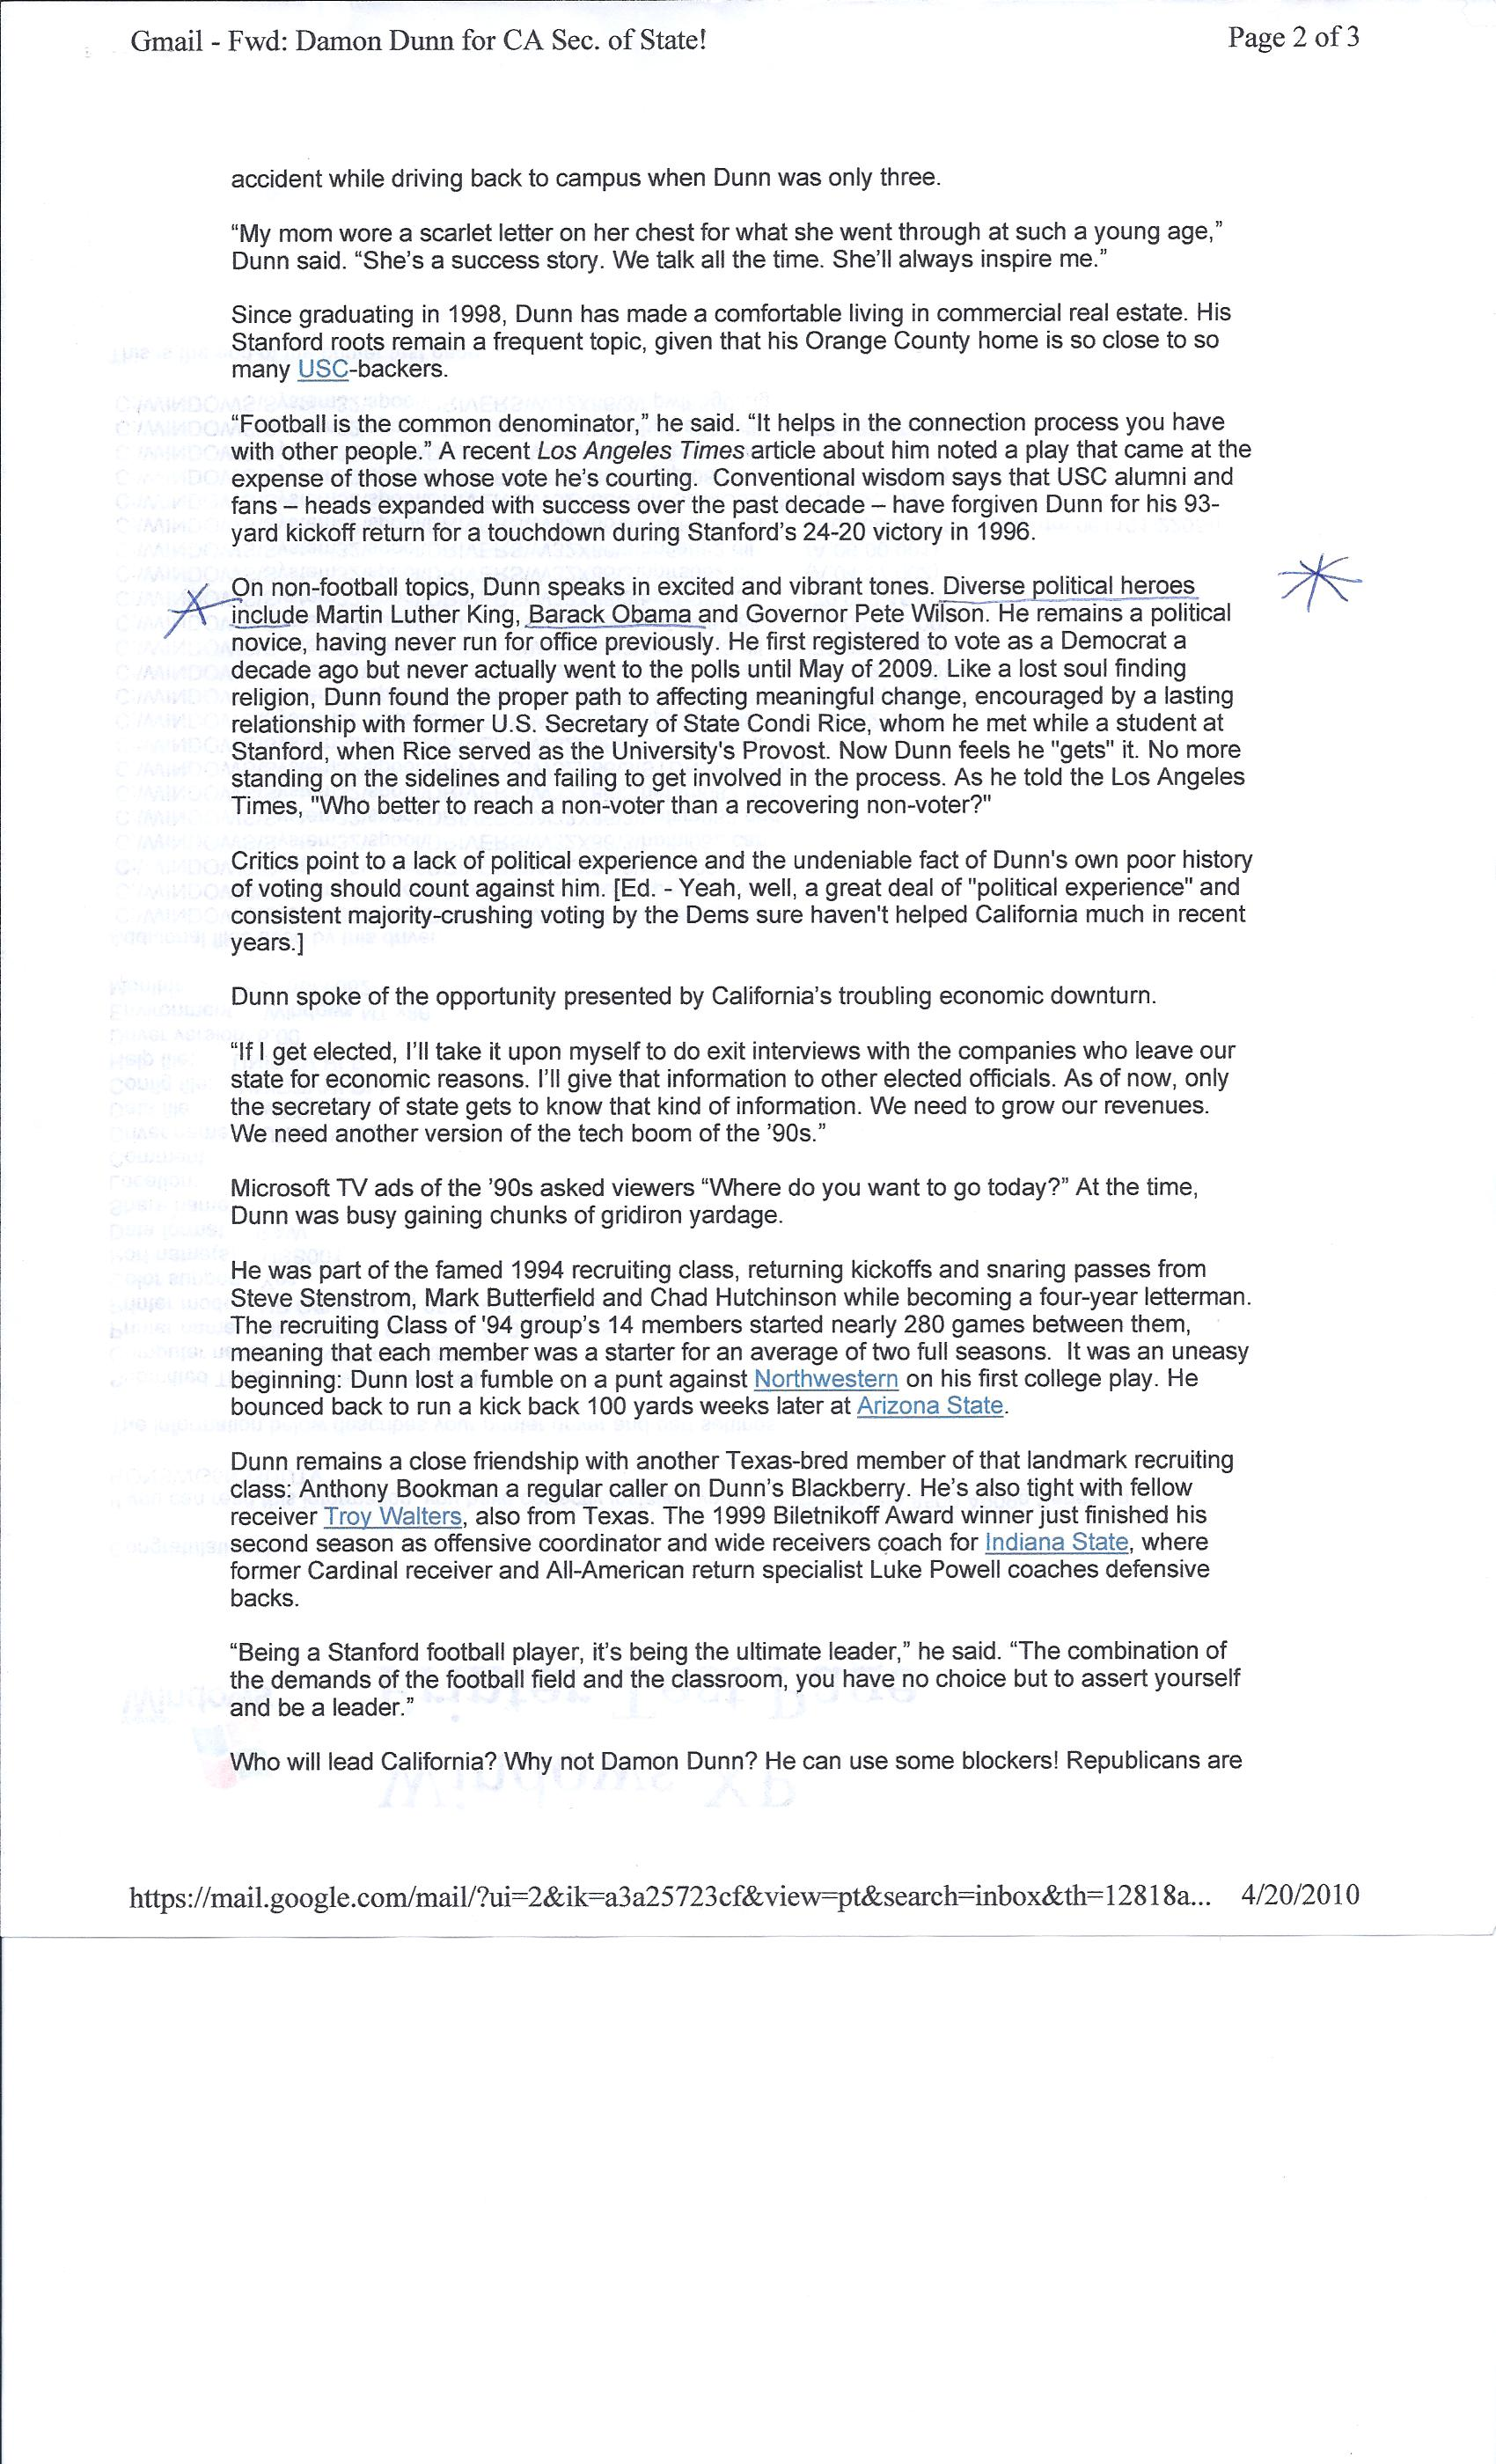 Gmail - Fwd: Damon Dunn for CA Sec. of State! Page 2 of 3
accident while driving back to campus when Dunn was only three.
“My mom wore a scarlet letter on her chest for what she went through at such a young age,”
Dunn said. “She’s a success story. We talk all the time. She’ll always inspire me.”
Since graduating in 1998, Dunn has made a comfortable living in commercial real estate. His
Stanford roots remain a frequent topic, given that his Orange County home is so close to so
many USC-backers.
“Football is the common denominator,” he said. “It helps in the connection process you have
with other people.” A recent Los Angeles Times article about him noted a play that came at the
expense of those whose vote he’s courting. Conventional wisdom says that USC alumni and
fans – heads expanded with success over the past decade – have forgiven Dunn for his 93-
yard kickoff return for a touchdown during Stanford’s 24-20 victory in 1996.
On non-football topics, Dunn speaks in excited and vibrant tones. Diverse political heroes
include Martin Luther King, Barack Obama and Governor Pete Wilson. He remains a political
novice, having never run for office previously. He first registered to vote as a Democrat a
decade ago but never actually went to the polls until May of 2009. Like a lost soul finding
religion, Dunn found the proper path to affecting meaningful change, encouraged by a lasting
relationship with former U.S. Secretary of State Condi Rice, whom he met while a student at
Stanford, when Rice served as the University's Provost. Now Dunn feels he "gets" it. No more
standing on the sidelines and failing to get involved in the process. As he told the Los Angeles
Times, "Who better to reach a non-voter than a recovering non-voter?"
Critics point to a lack of political experience and the undeniable fact of Dunn's own poor history
of voting should count against him. [Ed. - Yeah, well, a great deal of "political experience" and
consistent majority-crushing voting by the Dems sure haven't helped California much in recent
years.]
Dunn spoke of the opportunity presented by California’s troubling economic downturn.
“If I get elected, I’ll take it upon myself to do exit interviews with the companies who leave our
state for economic reasons. I’ll give that information to other elected officials. As of now, only
the secretary of state gets to know that kind of information. We need to grow our revenues.
We need another version of the tech boom of the ’90s.”
Microsoft TV ads of the ’90s asked viewers “Where do you want to go today?” At the time,
Dunn was busy gaining chunks of gridiron yardage.
He was part of the famed 1994 recruiting class, returning kickoffs and snaring passes from
Steve Stenstrom, Mark Butterfield and Chad Hutchinson while becoming a four-year letterman.
The recruiting Class of '94 group’s 14 members started nearly 280 games between them,
meaning that each member was a starter for an average of two full seasons. It was an uneasy
beginning: Dunn lost a fumble on a punt against Northwestern on his first college play. He
bounced back to run a kick back 100 yards weeks later at Arizona State.
Dunn remains a close friendship with another Texas-bred member of that landmark recruiting
class: Anthony Bookman a regular caller on Dunn’s Blackberry. He’s also tight with fellow
receiver Troy Walters, also from Texas. The 1999 Biletnikoff Award winner just finished his
second season as offensive coordinator and wide receivers coach for Indiana State, where
former Cardinal receiver and All-American return specialist Luke Powell coaches defensive
backs.
“Being a Stanford football player, it’s being the ultimate leader,” he said. “The combination of
the demands of the football field and the classroom, you have no choice but to assert yourself
and be a leader.”
Who will lead California? Why not Damon Dunn? He can use some blockers! Republicans are
https://mail.google.com/mail/?ui=2&ik=a3a25723cf&view=pt&search=inbox&th=12818a... 4/20/2010